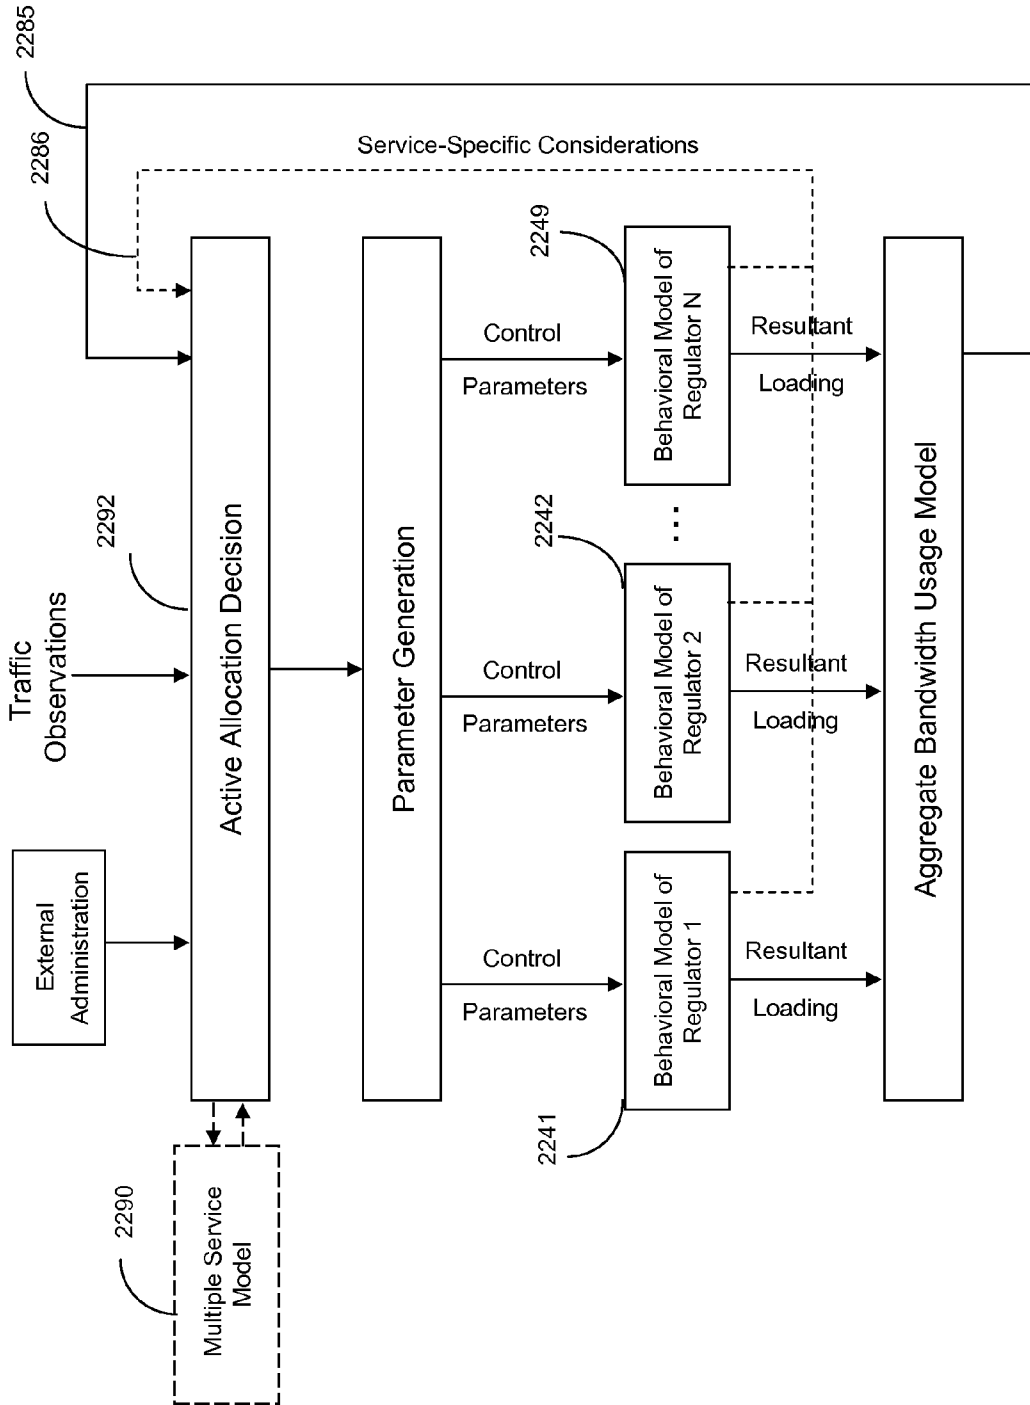 2285
2286
Service-Specific Considerations
2249
2292
2242
Traffic
Observations
External
Administration
Active Allocation Decision
Parameter Generation
Control
Parameters
Control
Parameters
Control
Parameters
Behavioral Model of
Regulator N
...
Behavioral Model of
Regulator 2
Behavioral Model of
Regulator 1
Resultant
Loading
Resultant
Loading
Resultant
Loading
Aggregate Bandwidth Usage Model
2241
2290
Multiple Service
Model